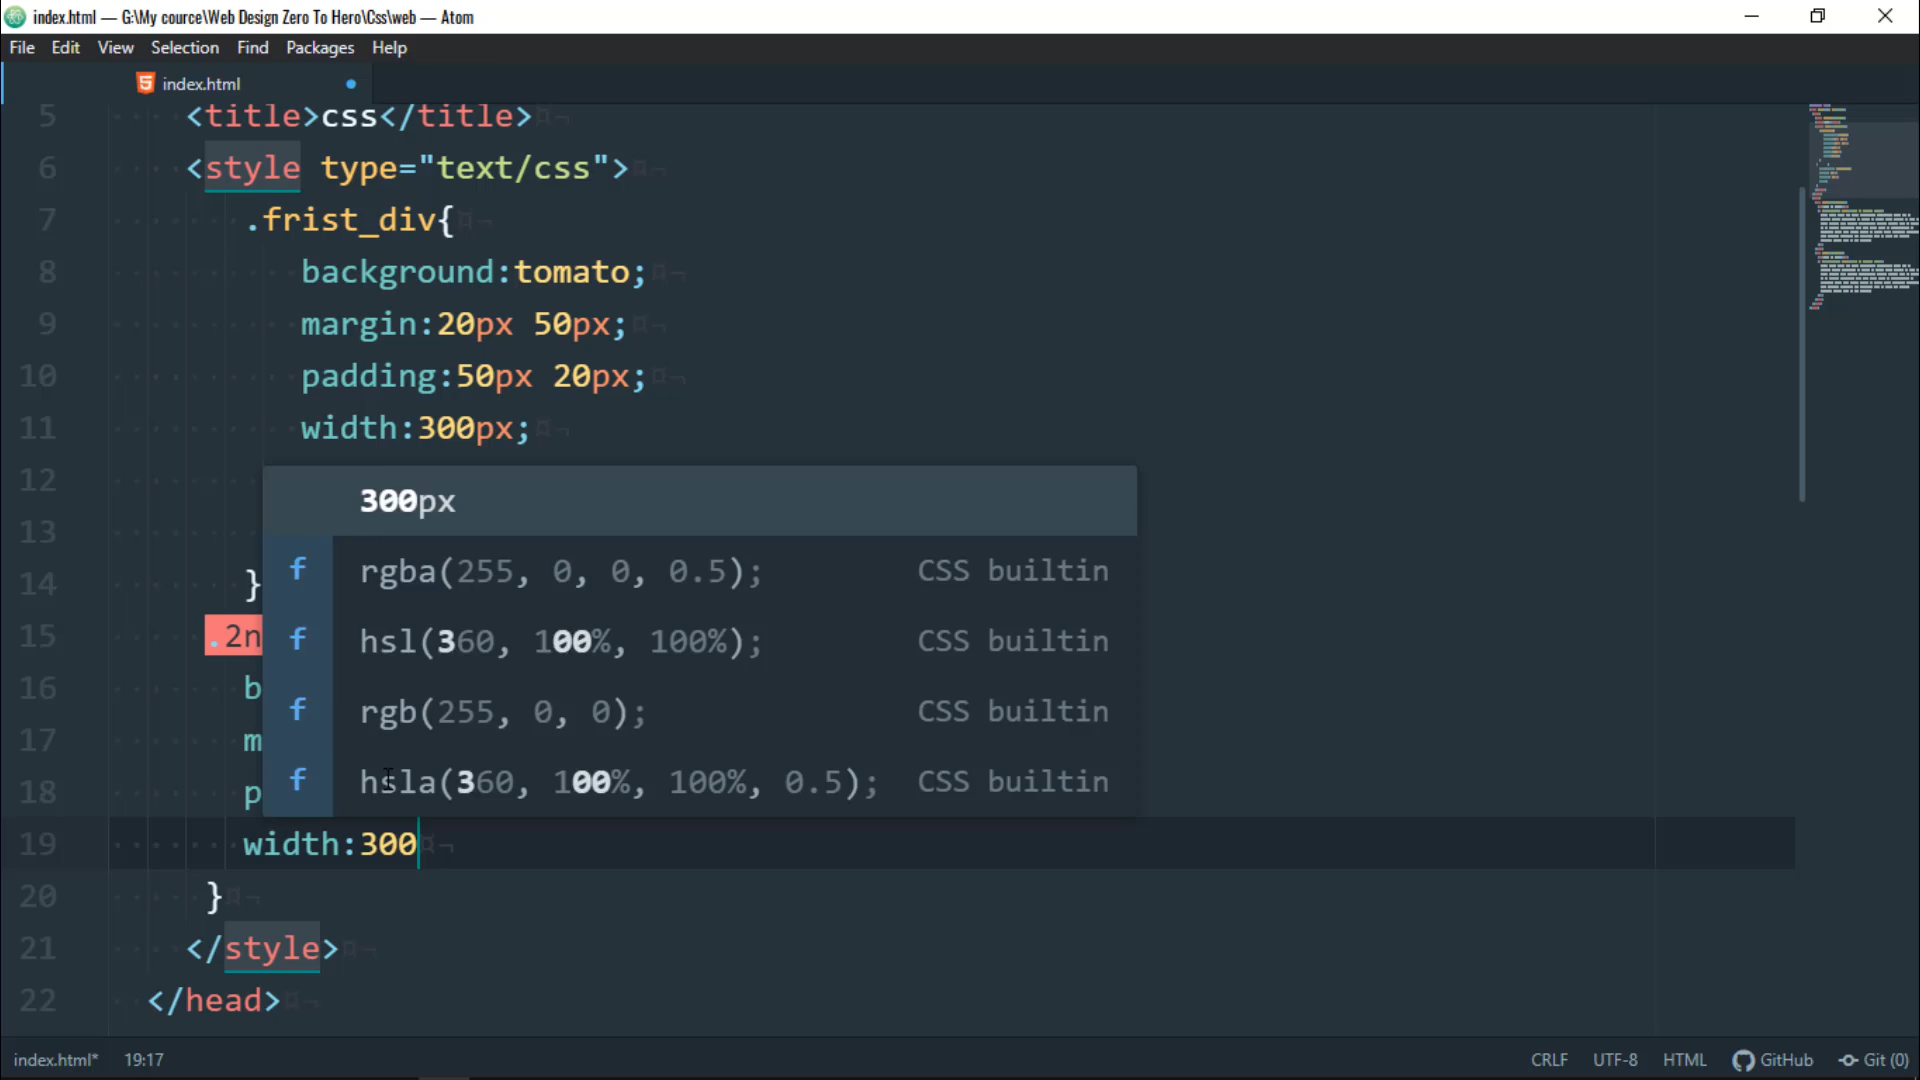 index.html — G:\My cource\Web Design Zero To Hero\Css\web — Atom
File Edit View Selection Find Packages Help
index.html
5 <title>css</title>
6 <style type="text/css">
7 .frist_div{
8 background:tomato;
9 margin:20px 50px;
10 padding:50px 20px;
11 width:300px;
12
300px
13
rgba(255, 0, 0, 0.5); CSS builtin
14 }
15 .2n
hsl(360, 100%, 100%); CSS builtin
16 b
rgb(255, 0, 0); CSS builtin
17 m
18 p
hsla(360, 100%, 100%, 0.5); CSS builtin
19 width:300
20 }
21 </style>
22 </head>
index.html* 19:17 CRLF UTF-8 HTML GitHub Git (0)